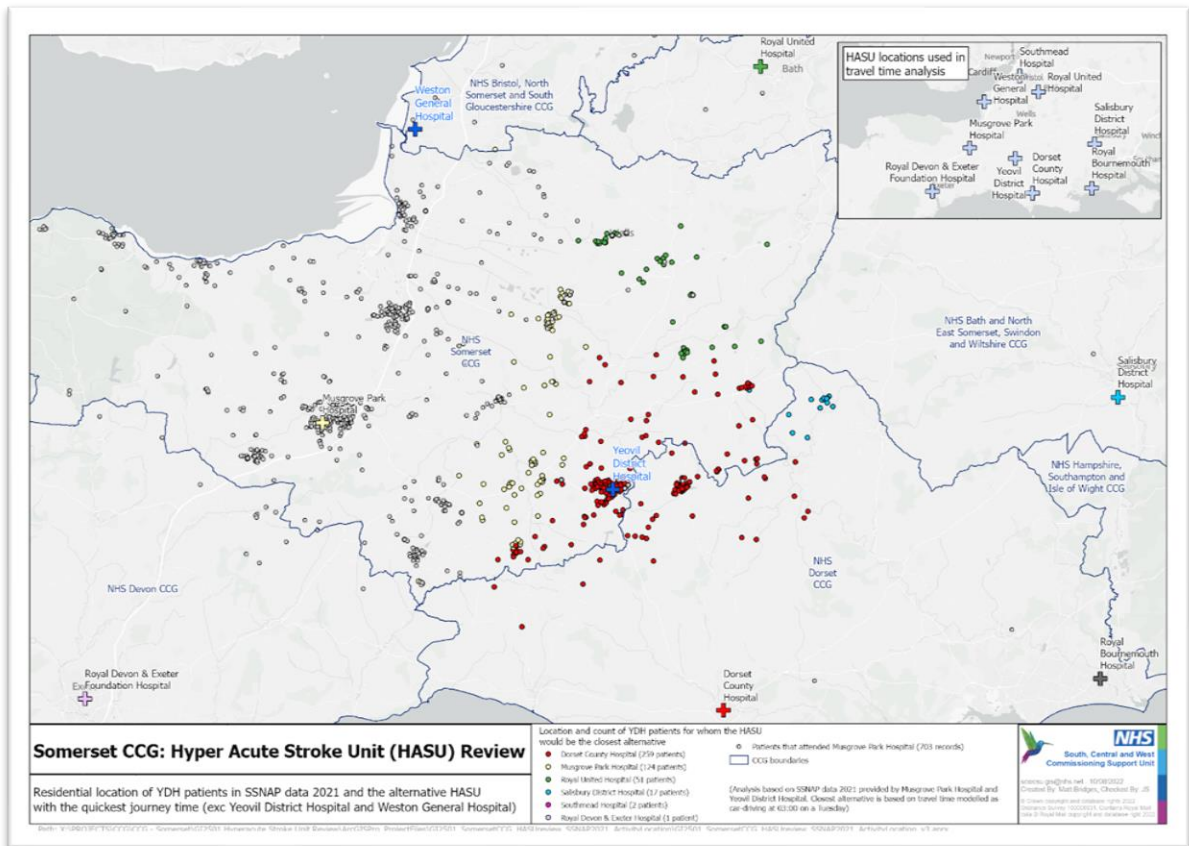 Royal United
Hospital
Bath
Weston
General
Hospital
NHS Bristol, North
Somerset and South
Gloucestershire CCG
HASU locations used in
travel time analysis
Newport
Southmead
Hospital
Cardiff
Weston
General
Hospital
Royal United
Hospital
Wells
Salisbury
District
Hospital
Musgrove Park
Hospital
Royal Devon & Exeter
Foundation Hospital
Yeovil
District
Hospital
Dorset
County
Hospital
Royal
Bournemouth
Hospital
NHS
Somerset
CCG
NHS Bath and North
East Somerset, Swindon
and Wiltshire CCG
Salisbury
District
Hospital
Musgrove Park
Hospital
Yeovil
District
Hospital
NHS Hampshire,
Southampton and
Isle of Wight CCG
NHS Devon CCG
NHS
Dorset
CCG
Royal Devon & Exeter
Foundation Hospital
Dorset
County
Hospital
Royal
Bournemouth
Hospital
Somerset CCG: Hyper Acute Stroke Unit (HASU) Review
Residential location of YDH patients in SSNAP data 2021 and the alternative HASU
with the quickest journey time (exc Yeovil District Hospital and Weston General Hospital)
Location and count of YDH patients for whom the HASU
would be the closest alternative
Dorset County Hospital (259 patients)
Musgrove Park Hospital (124 patients)
Royal United Hospital (51 patients)
Salisbury District Hospital (17 patients)
Southmead Hospital (2 patients)
Royal Devon & Exeter Hospital (1 patient)
Patients that attended Musgrove Park Hospital (703 records)
CCG boundaries
(Analysis based on SSNAP data 2021 provided by Musgrove Park Hospital and
Yeovil District Hospital. Closest alternative is based on travel time modelled as
car-driving at 03:00 on a Tuesday)
NHS
South, Central and West
Commissioning Support Unit
Created By: Matt Bridges, Checked By: JS